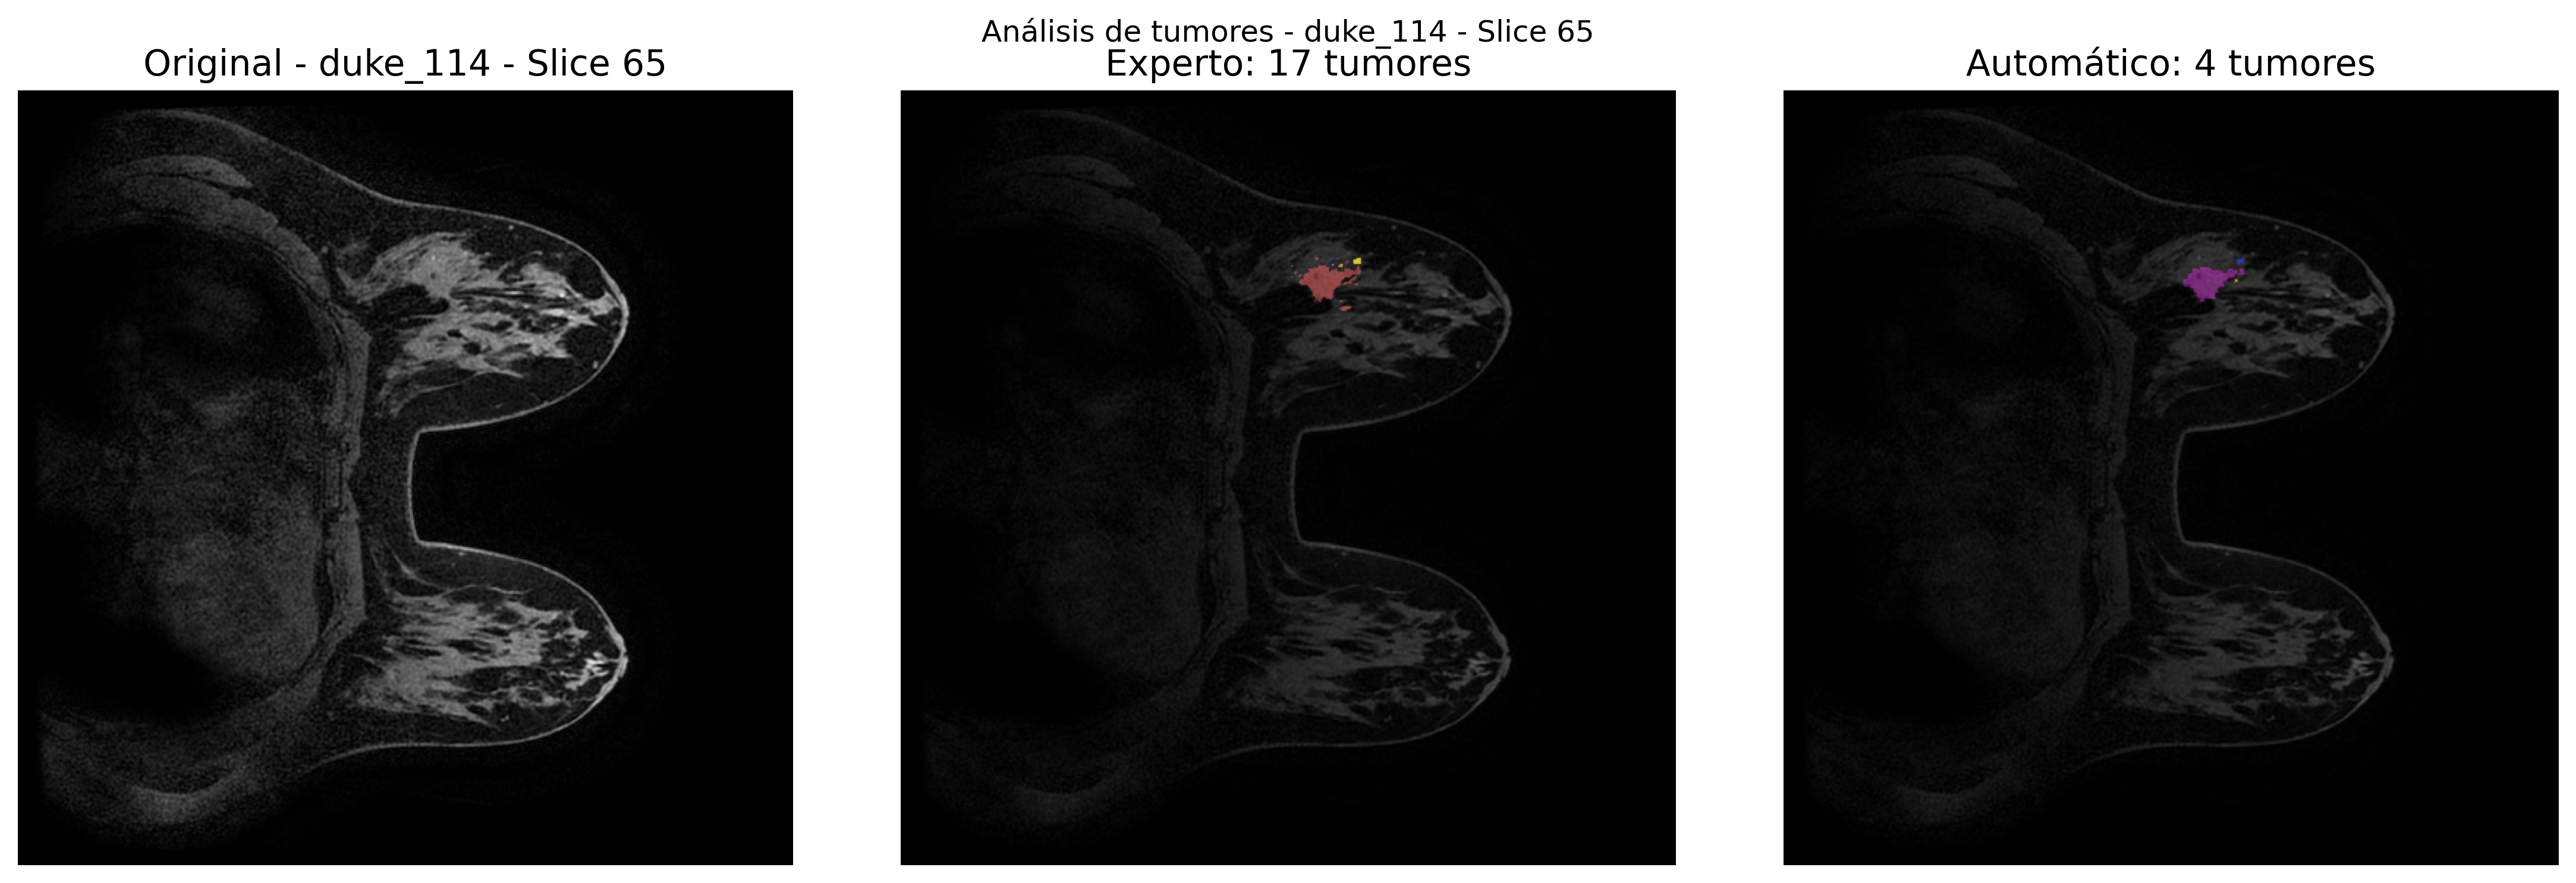 Análisis de tumores - duke_114 - Slice 65
Original - duke_114 - Slice 65
Experto: 17 tumores
Automático: 4 tumores